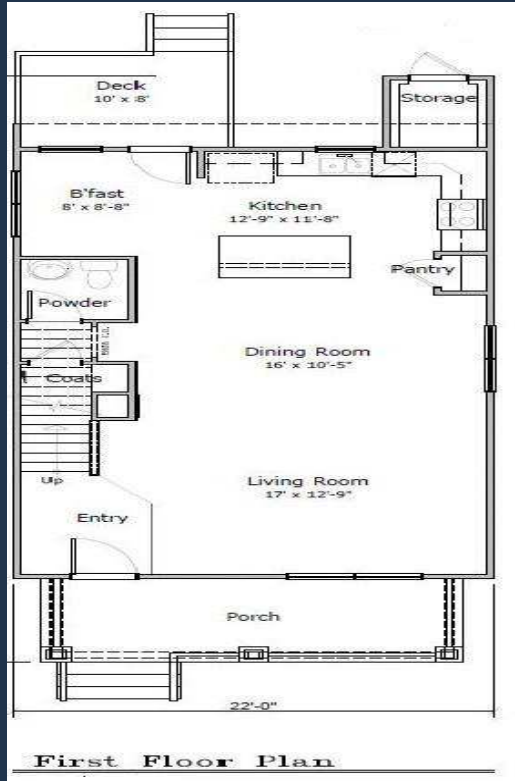 Deck
10' x 8'
Storage
B'fast
8' x 8'-8"
Kitchen
12'-9" x 11'-8"
Pantry
Powder
Dining Room
16' x 10'-5"
Coats
Up
Living Room
17' x 12'-9"
Entry
Porch
22'-0"
First Floor Plan